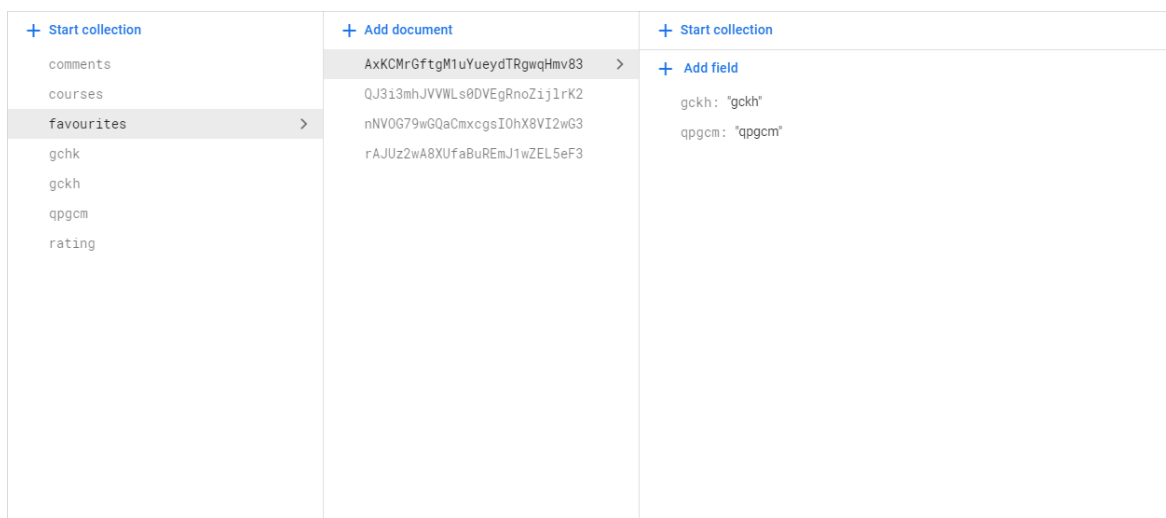 Start collection
comments
courses
favourites
gchk
gckh
qpgcm
rating
Add document
AxKCMrGftgM1uYueydTRgwqHmv83
QJ3i3mhJVVWLs0DVEgRnoZijlrK2
nNVOG79wGQaCmxcgsIOhX8VI2wG3
rAJUz2wA8XUfaBuREmJ1wZEL5eF3
Start collection
Add field
gckh: "gckh"
qpgcm: "qpgcm"